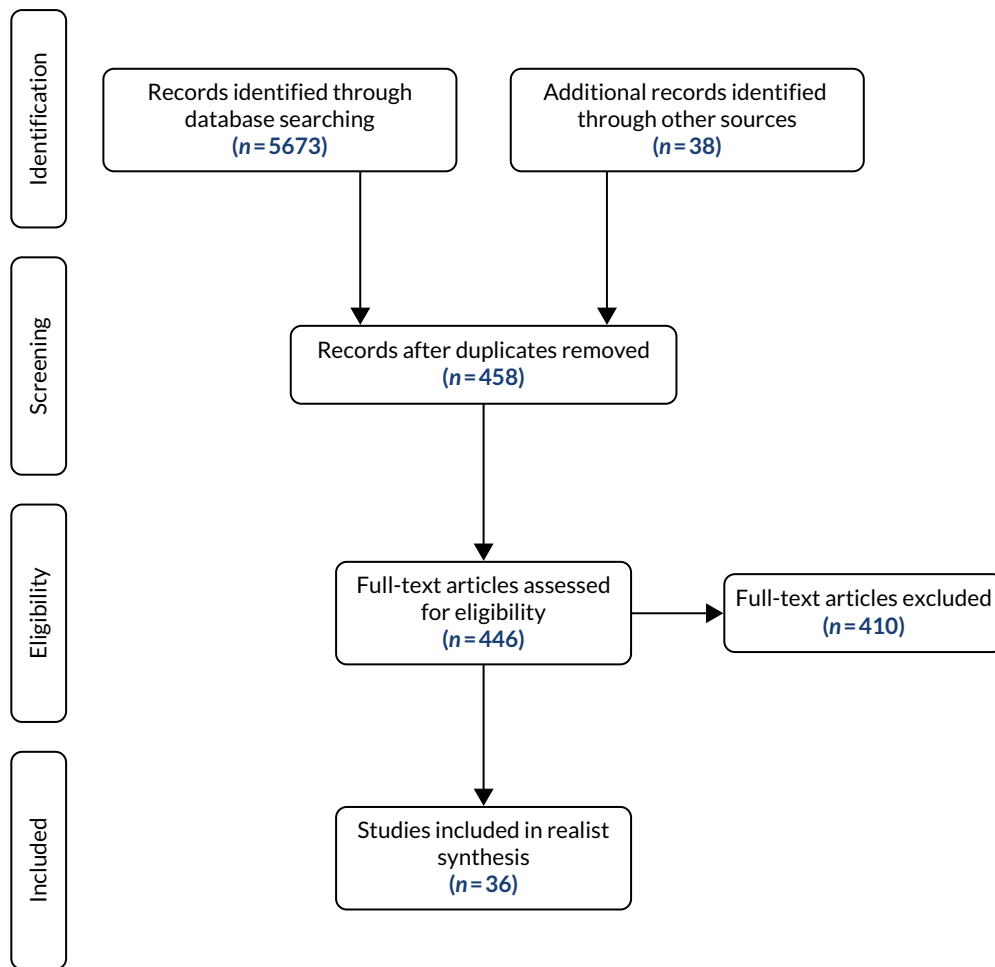 Identification
Records identified through
database searching
(n = 5673)
Additional records identified
through other sources
(n = 38)
Screening
Records after duplicates removed
(n = 458)
Eligibility
Full-text articles assessed
for eligibility
(n = 446)
Full-text articles excluded
(n = 410)
Included
Studies included in realist
synthesis
(n = 36)